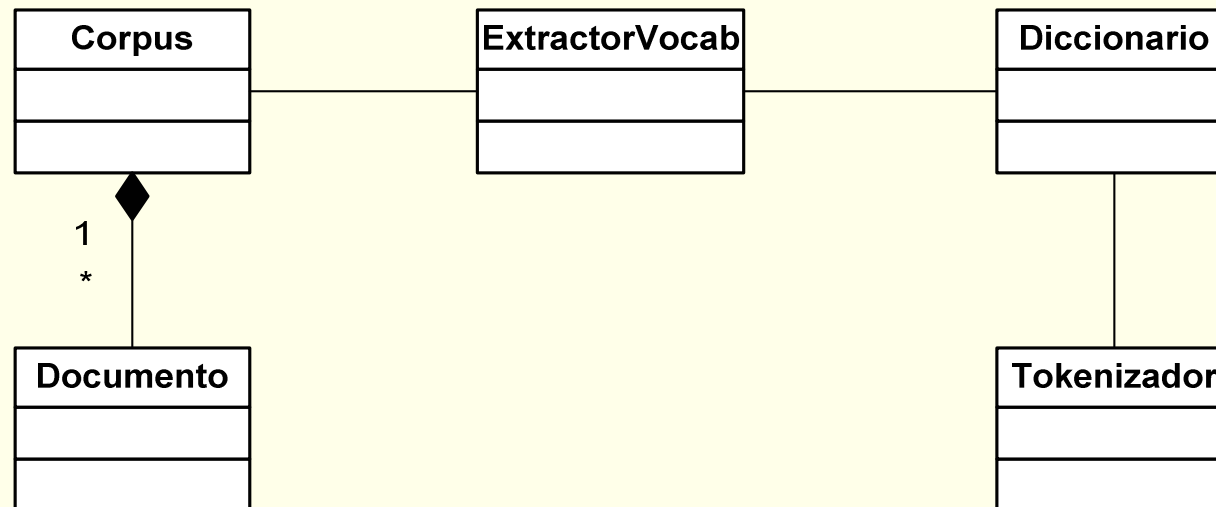 Corpus
ExtractorVocab
Diccionario
1
*
Documento
Tokenizador